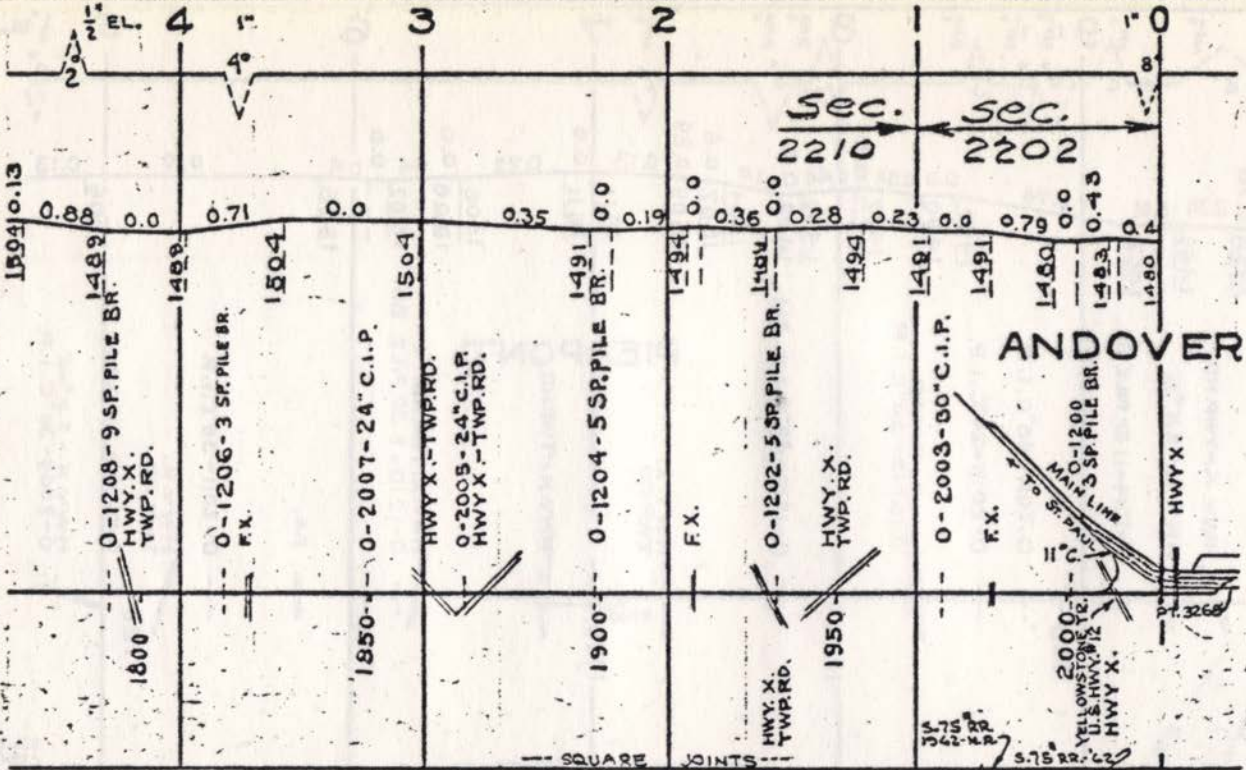 ½" EL. 4 1" 3 2 1 1" 0
2° 4° 8°
Sec. Sec.
2210 2202
0.13 0.88 0.0 0.71 0.0 0.35 0.0 0.19 0.0 0.36 0.0 0.28 0.23 0.0 0.79 0.0 0.43 0.4
1504 1489 1489 1504 1504 1491 1494 1494 1491 1491 1480 1483 1480
ANDOVER
0-1208-9 SP. PILE BR.
HWY. X.
TWP. RD.
0-1206-3 SP. PILE BR.
F.X.
0-2007-24" C.I.P.
HWY X.-TWP.RD.
0-2005-24" C.I.P.
HWY X.-TWP. RD.
0-1204-5 SP. PILE BR.
F.X.
0-1202-5 SP. PILE BR.
HWY. X.
TWP. RD.
0-2003-30" C.I.P.
F.X.
0-1200
3 SP. PILE BR.
MAIN LINE
TO ST. PAUL
11° C.
HWY X.
PT. 3268
1800 1850 1900 1950 2000
HWY. X.
TWP. RD.
YELLOWSTONE TR.
U.S. HWY. #12
HWY X.
S.75# RR
S.75# RR-'62
SQUARE JOINTS